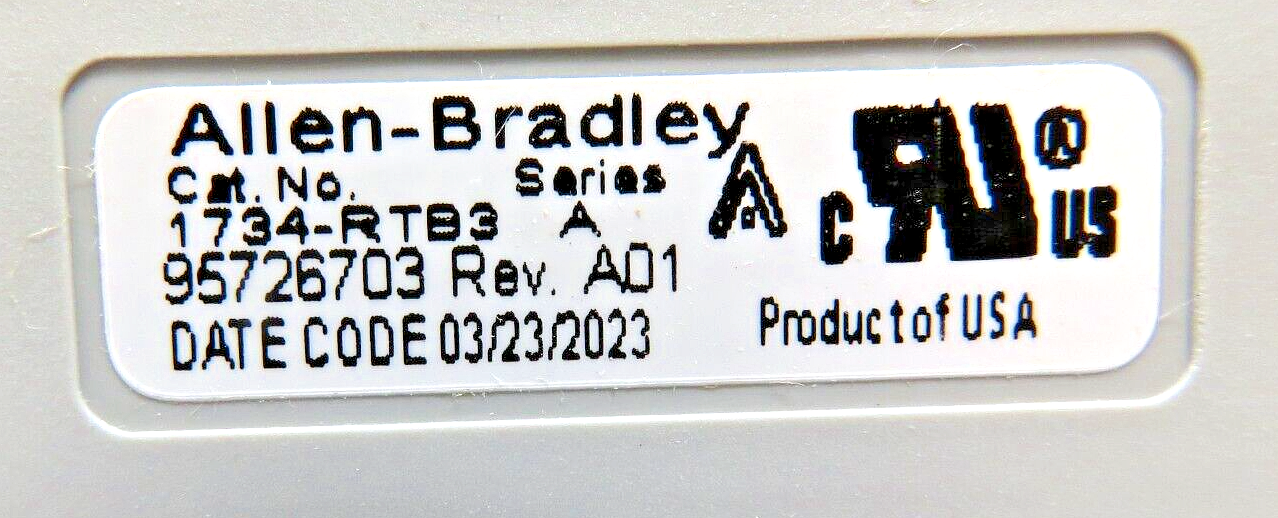 Allen-Bradley
Cat. No. Series
1734-RTB3 A A
95726703 Rev. A01
DATE CODE 03/23/2023
c RU ® US
Product of USA